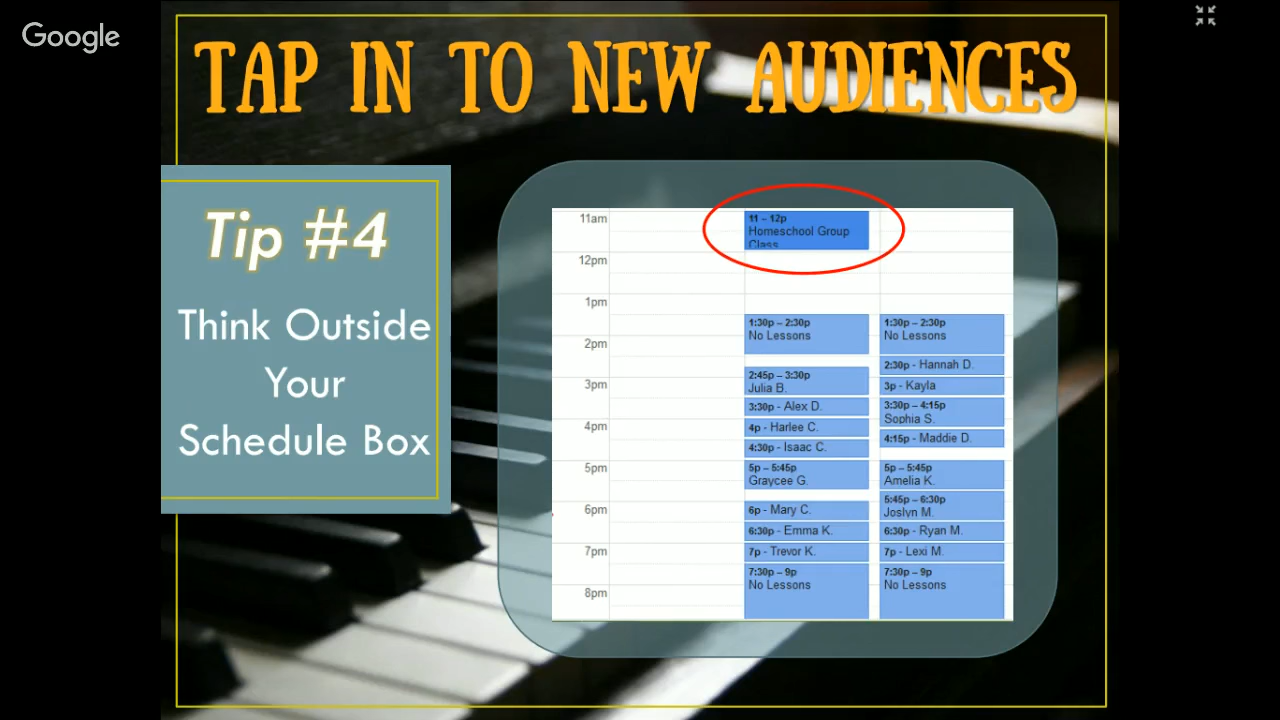 Google
TAP IN TO NEW AUDIENCES
Tip #4
Think Outside
Your
Schedule Box
11am
11 – 12p
Homeschool Group
Class
12pm
1pm
1:30p – 2:30p
No Lessons
1:30p – 2:30p
No Lessons
2pm
2:30p - Hannah D.
2:45p – 3:30p
Julia B.
3pm
3p - Kayla
3:30p - Alex D.
3:30p – 4:15p
Sophia S.
4pm
4p - Harlee C.
4:15p - Maddie D.
4:30p - Isaac C.
5pm
5p – 5:45p
Graycee G.
5p – 5:45p
Amelia K.
5:45p – 6:30p
Joslyn M.
6pm
6p - Mary C.
6:30p - Emma K.
6:30p - Ryan M.
7pm
7p - Trevor K.
7p - Lexi M.
7:30p – 9p
No Lessons
7:30p – 9p
No Lessons
8pm